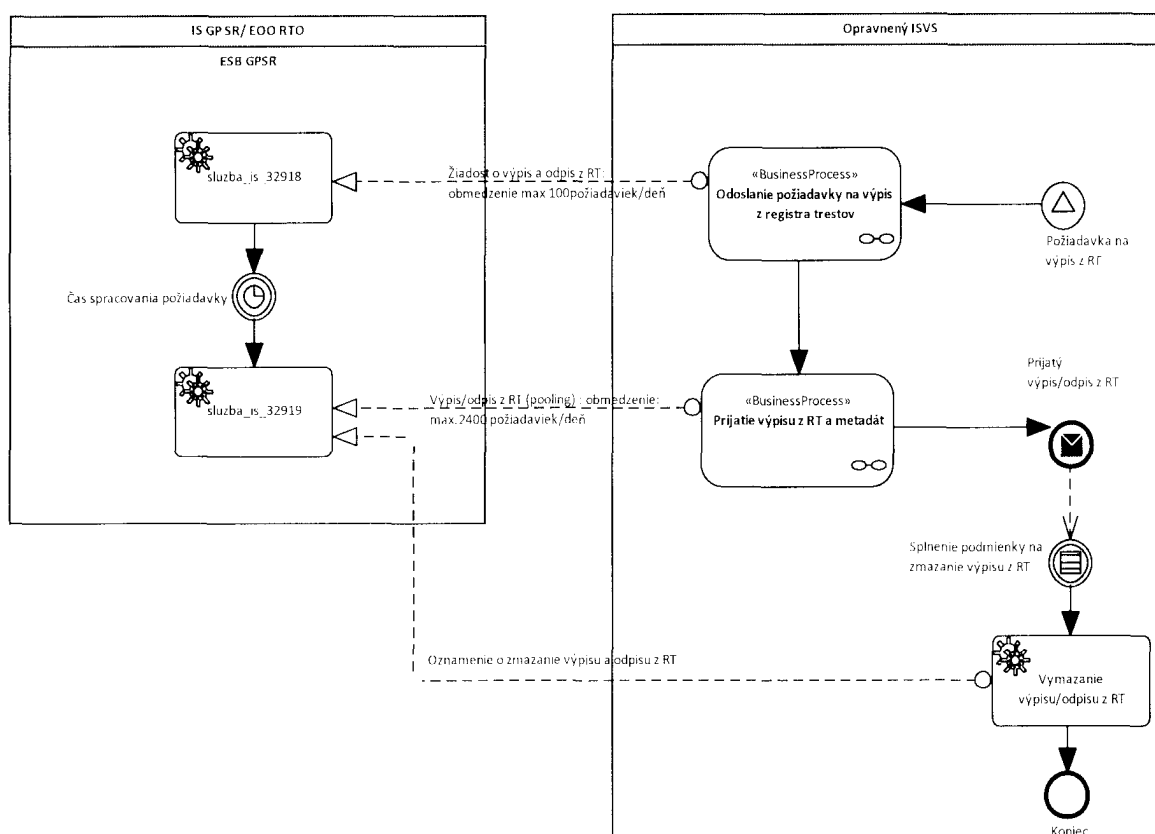 IS GP SR/ EOO RTO
ESB GPSR
sluzba_is_32918
Čas spracovania požiadavky
sluzba_is_32919
Žiadosť o výpis a odpis z RT:
obmedzenie max 100požiadaviek/deň
Výpis/odpis z RT (pooling) : obmedzenie:
max.2400 požiadaviek/deň
Oznamenie o zmazanie výpisu a odpisu z RT
Opravnený ISVS
«BusinessProcess»
Odoslanie požiadavky na výpis
z registra trestov
Požiadavka na
výpis z RT
«BusinessProcess»
Prijatie výpisu z RT a metadát
Prijatý
výpis/odpis z RT
Splnenie podmienky na
zmazanie výpisu z RT
Vymazanie
výpisu/odpisu z RT
Koniec